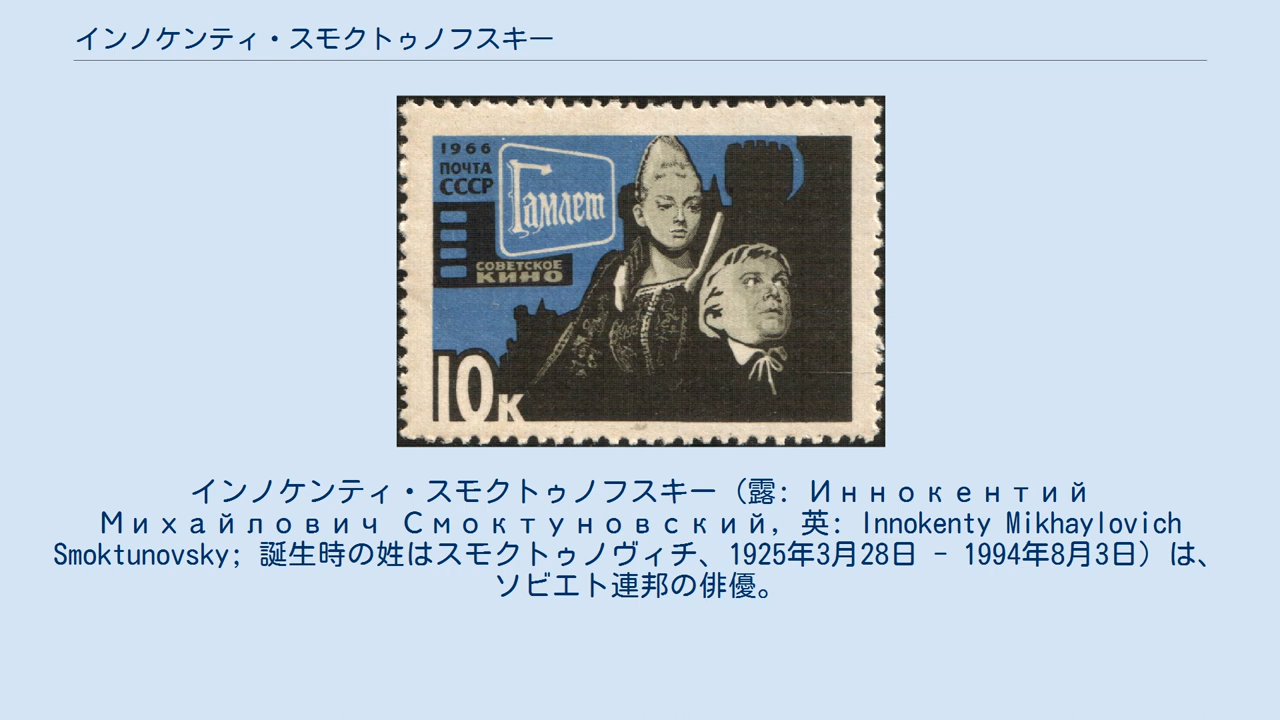 インノケンティ・スモクトゥノフスキー
1966
ПОЧТА
СССР
Гамлет
СОВЕТСКОЕ
КИНО
10к
インノケンティ・スモクトゥノフスキー（露: Иннокентий
Михайлович Смоктуновский, 英: Innokenty Mikhaylovich
Smoktunovsky; 誕生時の姓はスモクトゥノヴィチ、1925年3月28日 - 1994年8月3日）は、
ソビエト連邦の俳優。